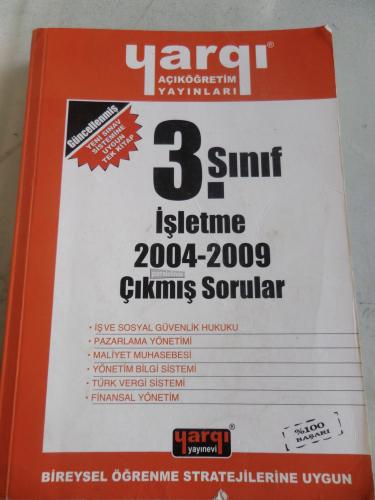 yargı®
AÇIKÖĞRETİM
YAYINLARI
Güncellenmiş
YENİ SINAV
SİSTEMİNE
UYGUN
TEK KİTAP
3. Sınıf
İşletme
2004-2009
Çıkmış Sorular
• İŞ VE SOSYAL GÜVENLİK HUKUKU
• PAZARLAMA YÖNETİMİ
• MALİYET MUHASEBESİ
• YÖNETİM BİLGİ SİSTEMİ
• TÜRK VERGİ SİSTEMİ
• FİNANSAL YÖNETİM
yargı®
yayınevi
%100
BAŞARI
BİREYSEL ÖĞRENME STRATEJİLERİNE UYGUN